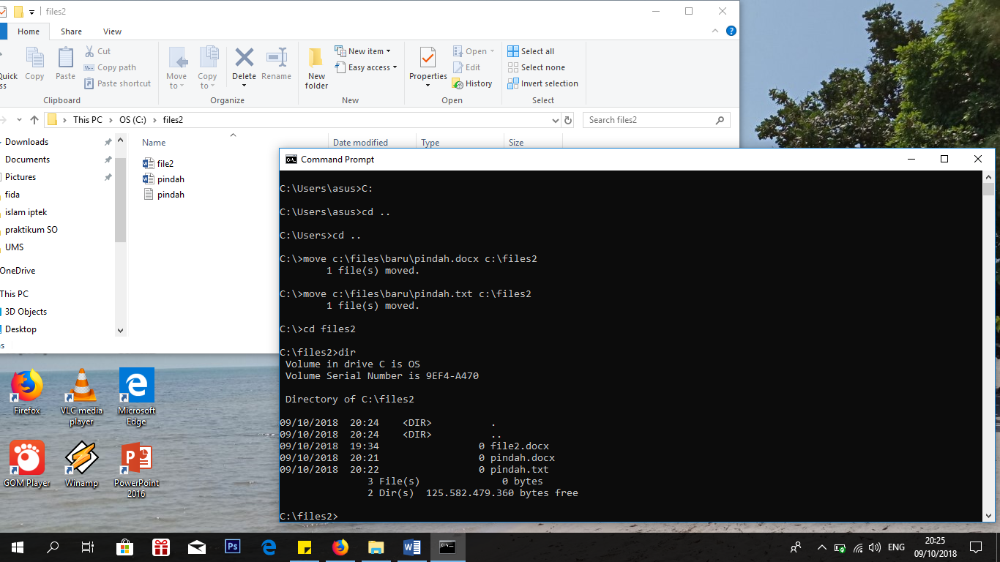 files2
Home Share View
Quick
ss
Copy
Paste
Cut
Copy path
Paste shortcut
Clipboard
Move to
Copy to
Delete
Rename
Organize
New folder
New item
Easy access
New
Properties
Open
Edit
History
Open
Select all
Select none
Invert selection
Select
This PC > OS (C:) > files2
Search files2
Downloads
Documents
Pictures
fida
islam iptek
praktikum SO
UMS
OneDrive
This PC
3D Objects
Desktop
Name Date modified Type Size
file2
pindah
pindah
Command Prompt
C:\Users\asus>C:
C:\Users\asus>cd ..
C:\Users>cd ..
C:\>move c:\files\baru\pindah.docx c:\files2
1 file(s) moved.
C:\>move c:\files\baru\pindah.txt c:\files2
1 file(s) moved.
C:\>cd files2
C:\files2>dir
Volume in drive C is OS
Volume Serial Number is 9EF4-A470
Directory of C:\files2
09/10/2018 20:24 <DIR> .
09/10/2018 20:24 <DIR> ..
09/10/2018 19:34 0 file2.docx
09/10/2018 20:21 0 pindah.docx
09/10/2018 20:22 0 pindah.txt
3 File(s) 0 bytes
2 Dir(s) 125.582.479.360 bytes free
C:\files2>
Firefox
VLC media player
Microsoft Edge
GOM Player
Winamp
PowerPoint 2016
Ps
ENG
20:25
09/10/2018